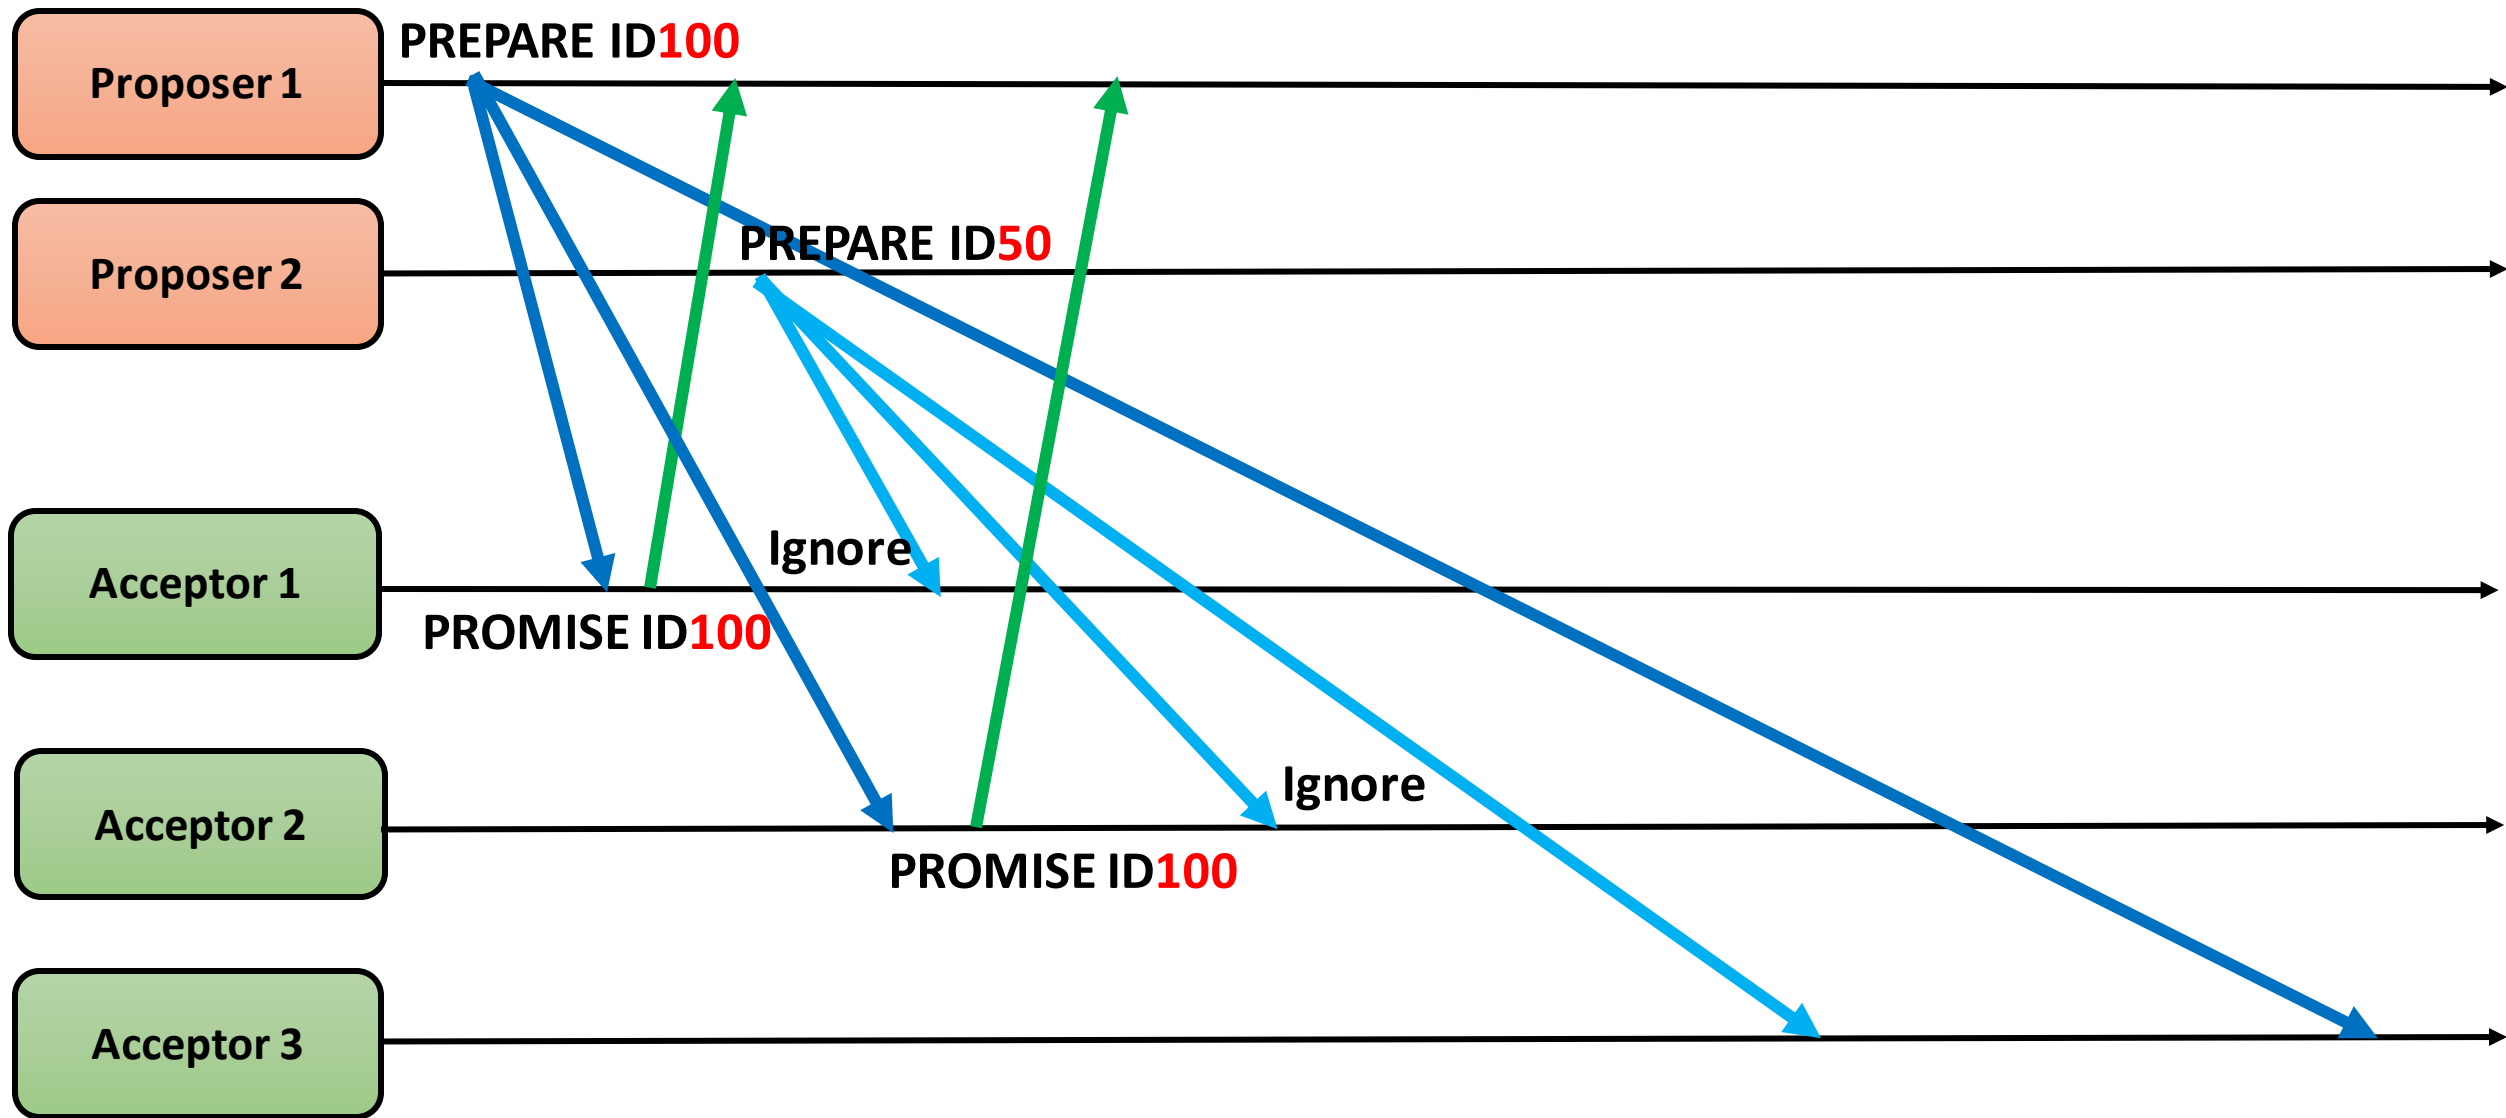 PREPARE ID100
Proposer 1
PREPARE ID50
Proposer 2
Ignore
Acceptor 1
PROMISE ID100
Ignore
Acceptor 2
PROMISE ID100
Acceptor 3